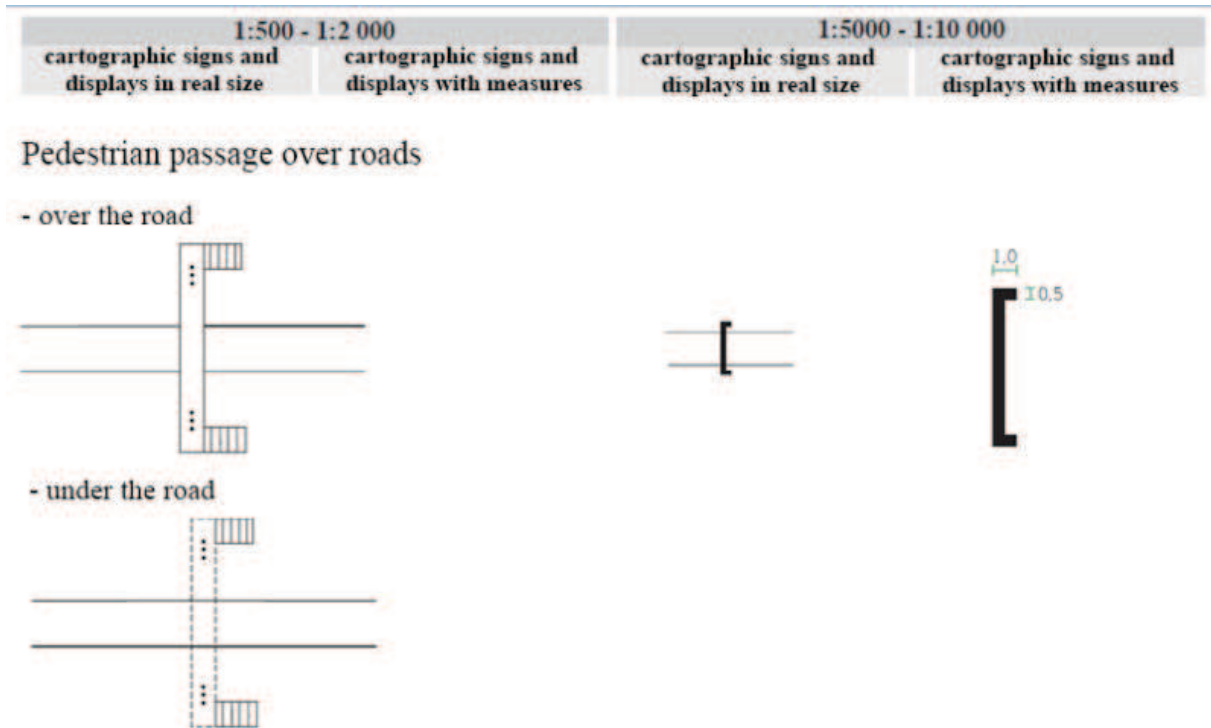 1:500 - 1:2 000 1:5000 - 1:10 000
cartographic signs and cartographic signs and cartographic signs and cartographic signs and
displays in real size displays with measures displays in real size displays with measures
Pedestrian passage over roads
- over the road
1,0
0,5
- under the road